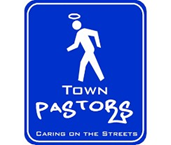 TOWN
PASTORS
CARING ON THE STREETS